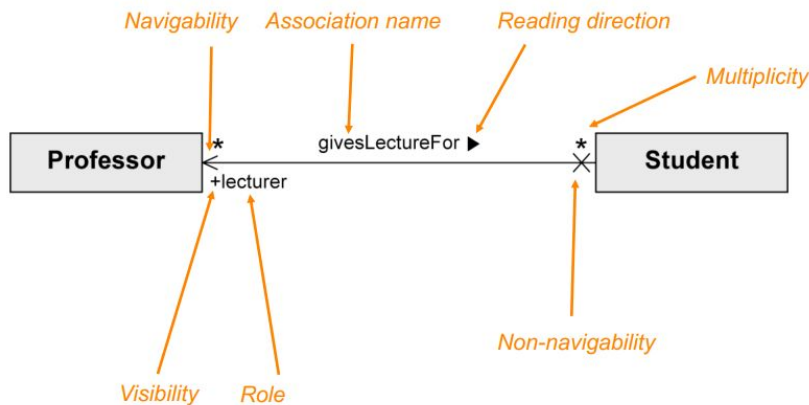 Navigability Association name Reading direction
Multiplicity
* givesLectureFor ► *
Professor Student
+lecturer
Non-navigability
Visibility Role